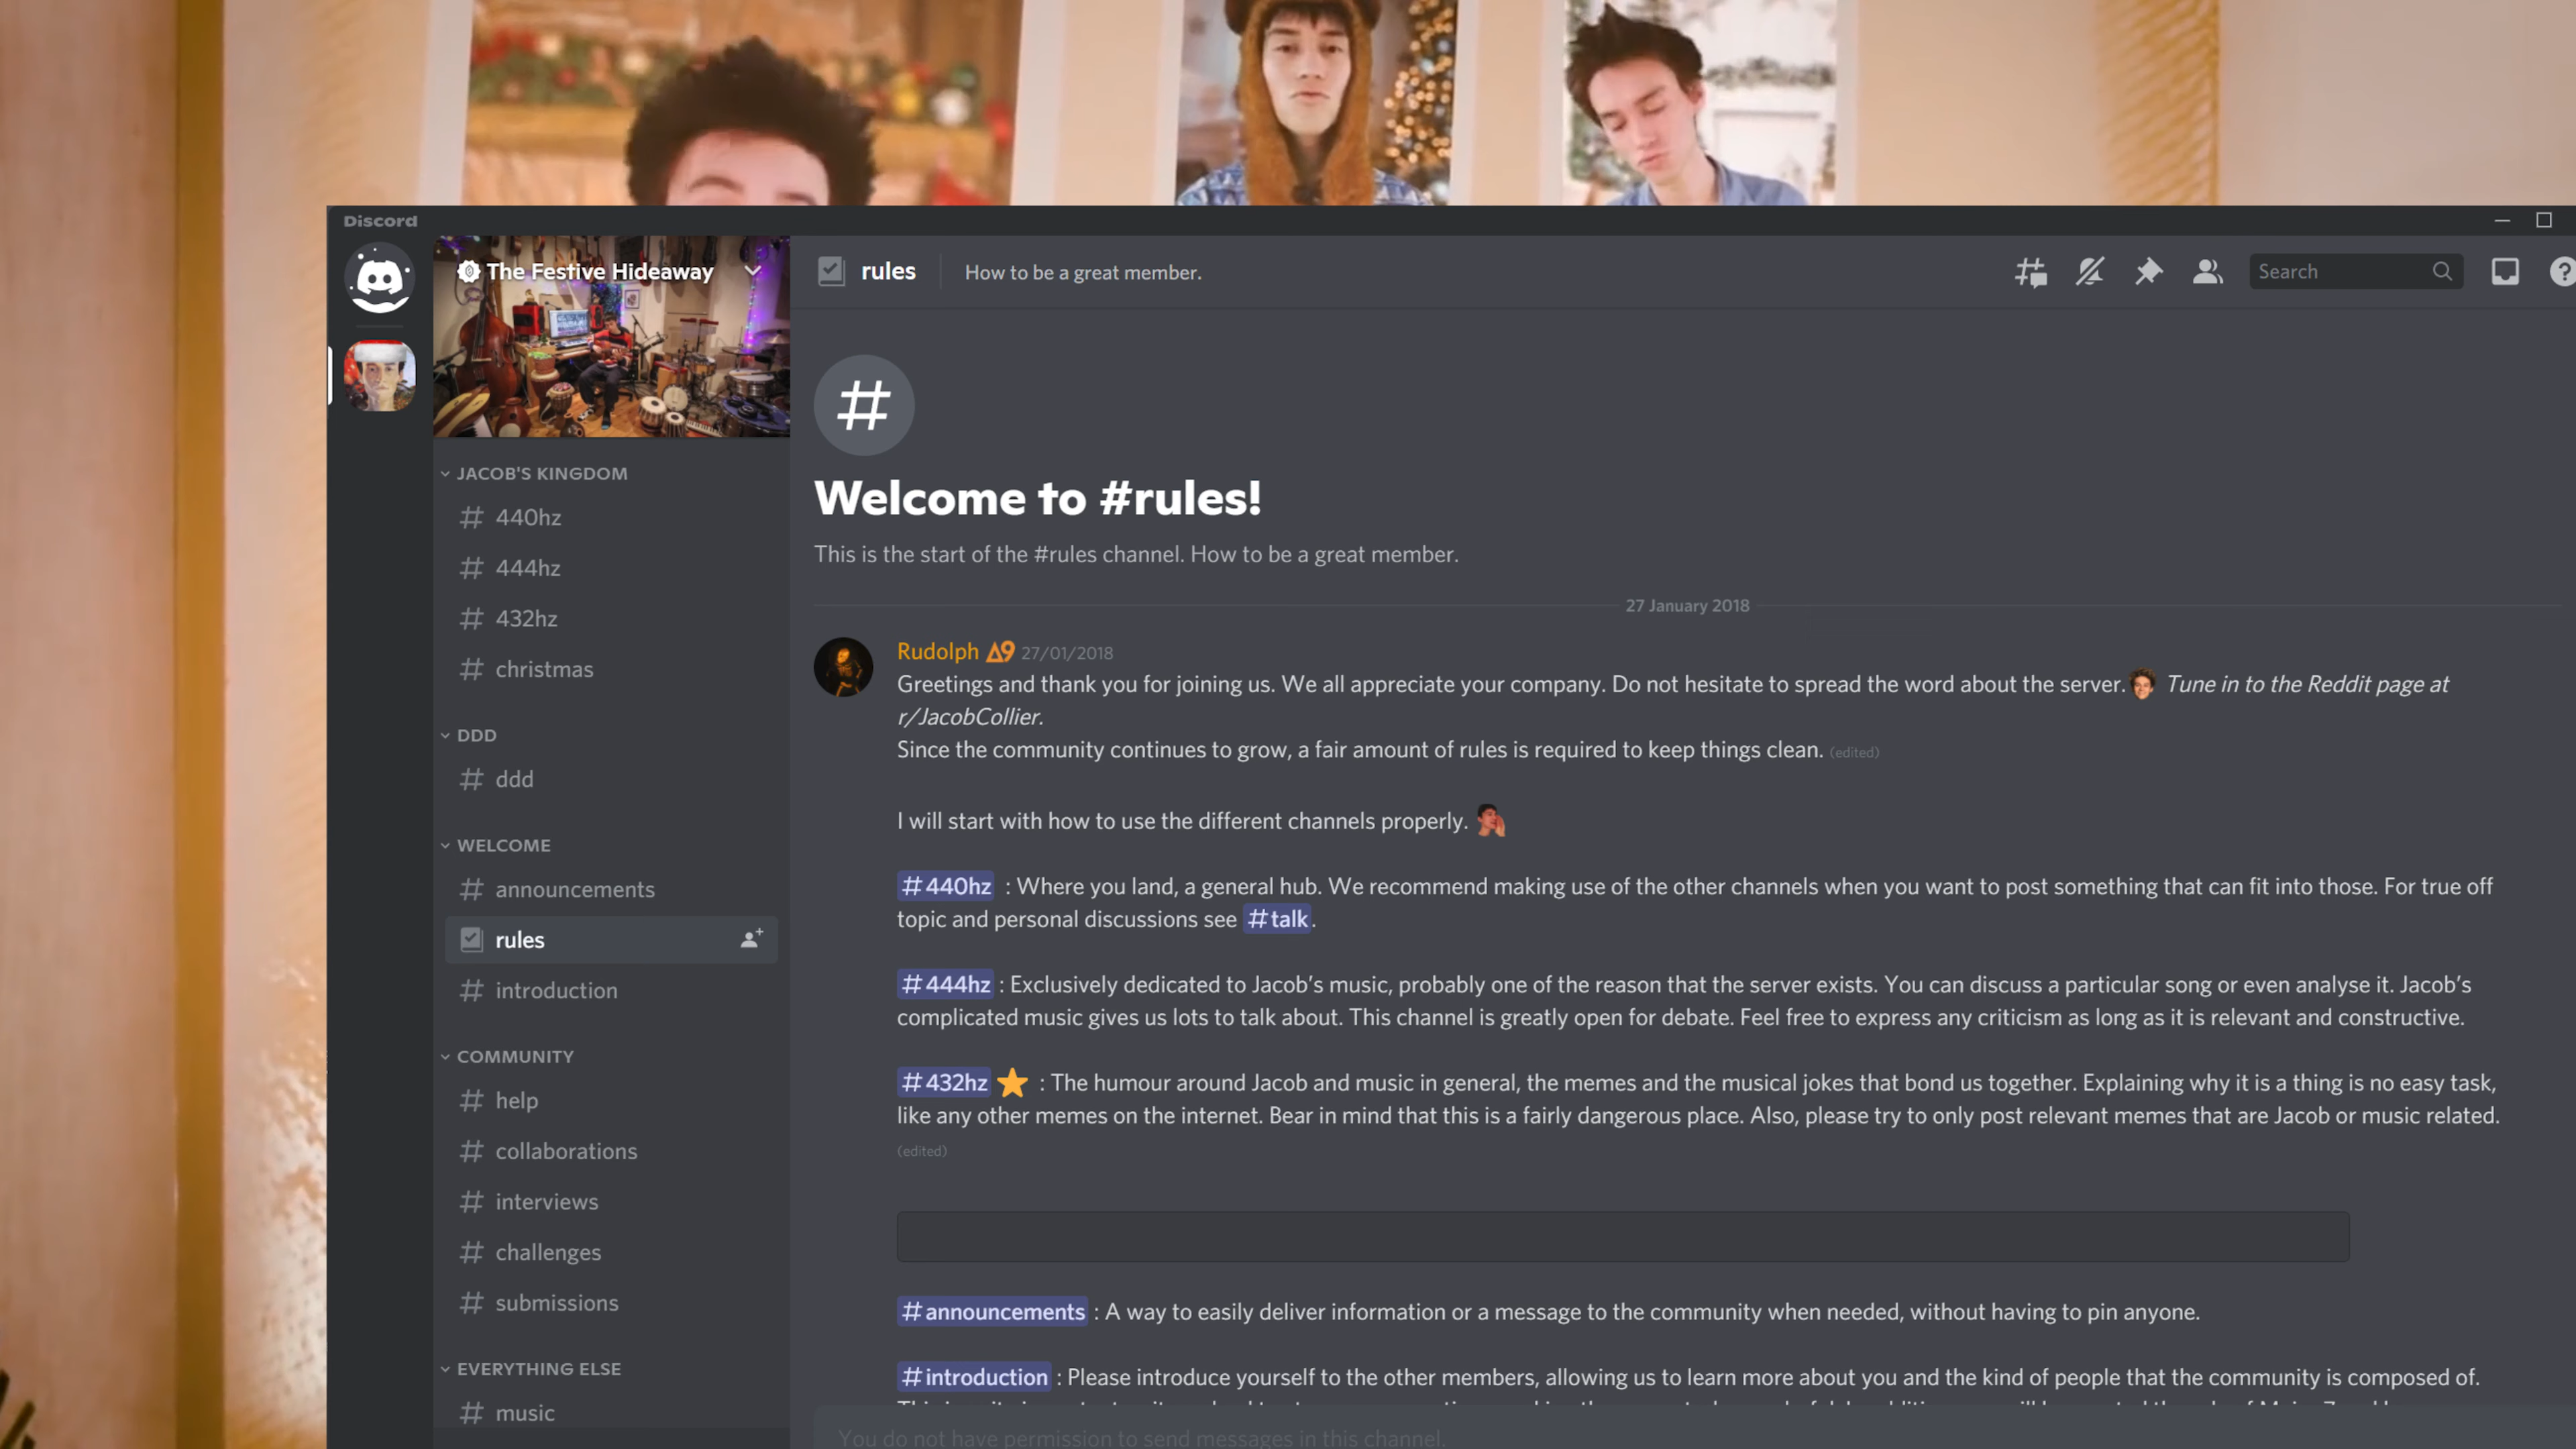 Discord
The Festive Hideaway
rules
How to be a great member.
Search
JACOB'S KINGDOM
# 440hz
# 444hz
# 432hz
# christmas
DDD
# ddd
WELCOME
# announcements
rules
# introduction
COMMUNITY
# help
# collaborations
# interviews
# challenges
# submissions
EVERYTHING ELSE
# music
#
Welcome to #rules!
This is the start of the #rules channel. How to be a great member.
27 January 2018
Rudolph Δ9 27/01/2018
Greetings and thank you for joining us. We all appreciate your company. Do not hesitate to spread the word about the server. Tune in to the Reddit page at
r/JacobCollier.
Since the community continues to grow, a fair amount of rules is required to keep things clean. (edited)
I will start with how to use the different channels properly.
#440hz : Where you land, a general hub. We recommend making use of the other channels when you want to post something that can fit into those. For true off
topic and personal discussions see #talk.
#444hz : Exclusively dedicated to Jacob's music, probably one of the reason that the server exists. You can discuss a particular song or even analyse it. Jacob's
complicated music gives us lots to talk about. This channel is greatly open for debate. Feel free to express any criticism as long as it is relevant and constructive.
#432hz ⭐ : The humour around Jacob and music in general, the memes and the musical jokes that bond us together. Explaining why it is a thing is no easy task,
like any other memes on the internet. Bear in mind that this is a fairly dangerous place. Also, please try to only post relevant memes that are Jacob or music related.
(edited)
#announcements : A way to easily deliver information or a message to the community when needed, without having to pin anyone.
#introduction : Please introduce yourself to the other members, allowing us to learn more about you and the kind of people that the community is composed of.
You do not have permission to send messages in this channel.